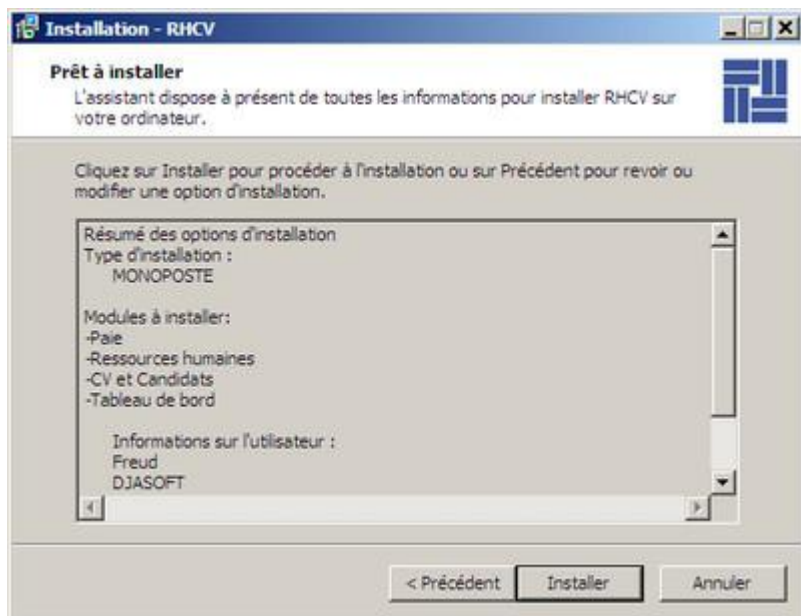 Installation - RHCV
Prêt à installer
L'assistant dispose à présent de toutes les informations pour installer RHCV sur
votre ordinateur.
Cliquez sur Installer pour procéder à l'installation ou sur Précédent pour revoir ou
modifier une option d'installation.
Résumé des options d'installation
Type d'installation :
MONOPOSTE
Modules à installer:
-Paie
-Ressources humaines
-CV et Candidats
-Tableau de bord
Informations sur l'utilisateur :
Freud
DJASOFT
< Précédent
Installer
Annuler